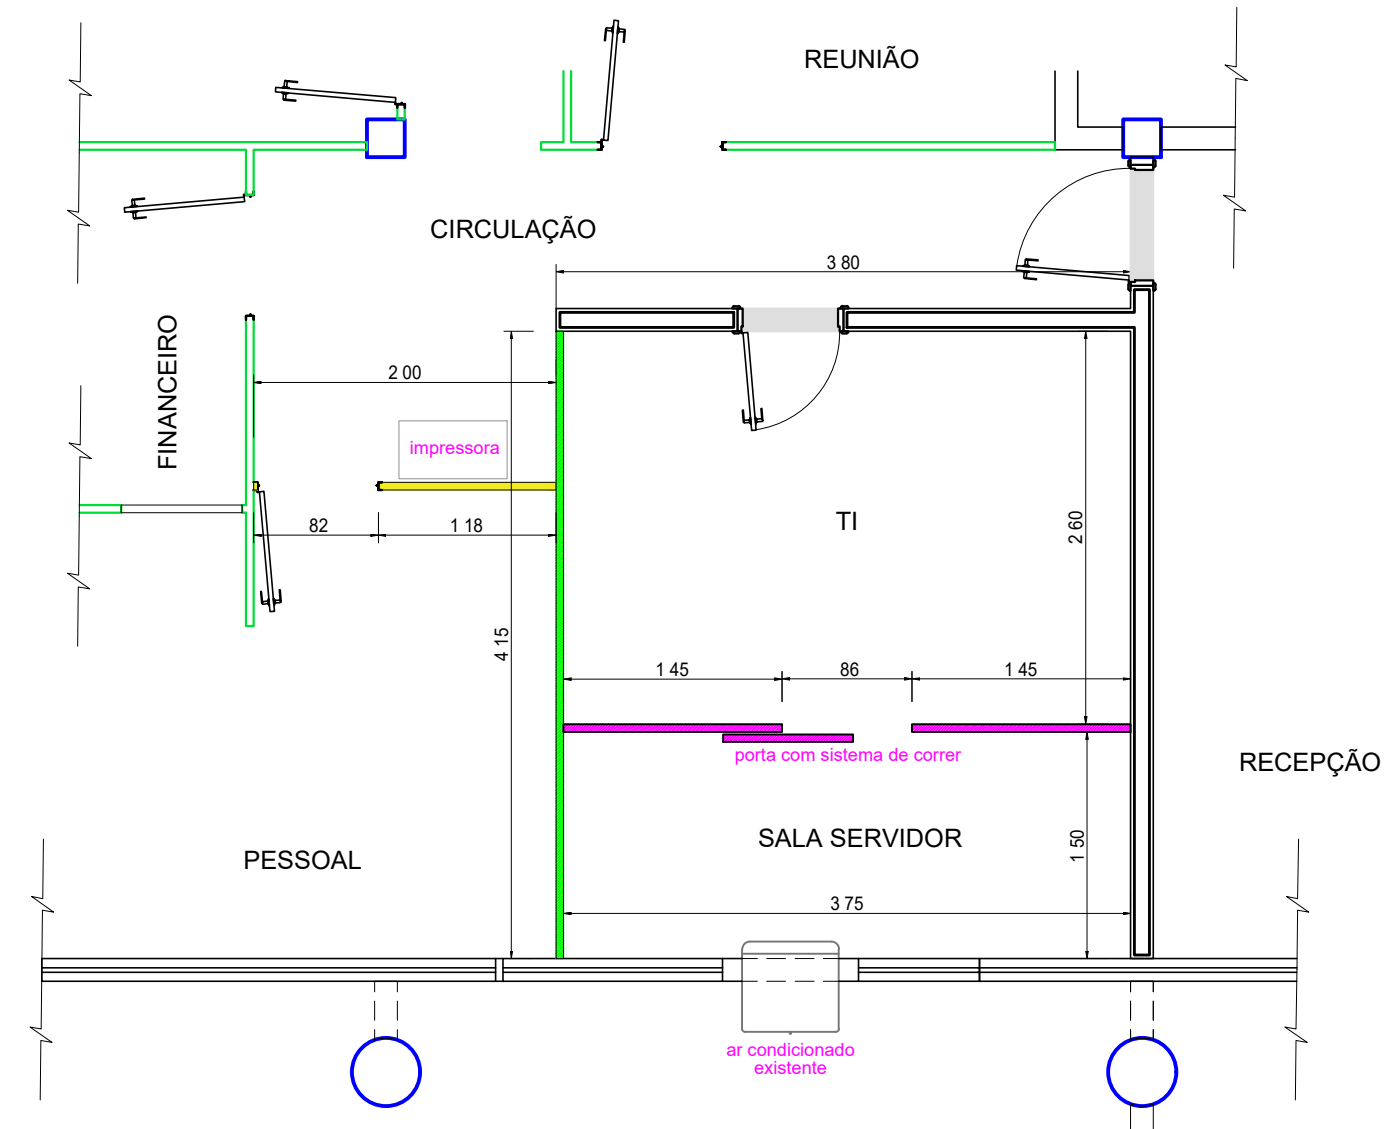 REUNIÃO
CIRCULAÇÃO
3 80
FINANCEIRO
2 00
impressora
82
1 18
TI
2 60
4 15
1 45
86
1 45
porta com sistema de correr
RECEPÇÃO
SALA SERVIDOR
1 50
PESSOAL
3 75
ar condicionado
existente